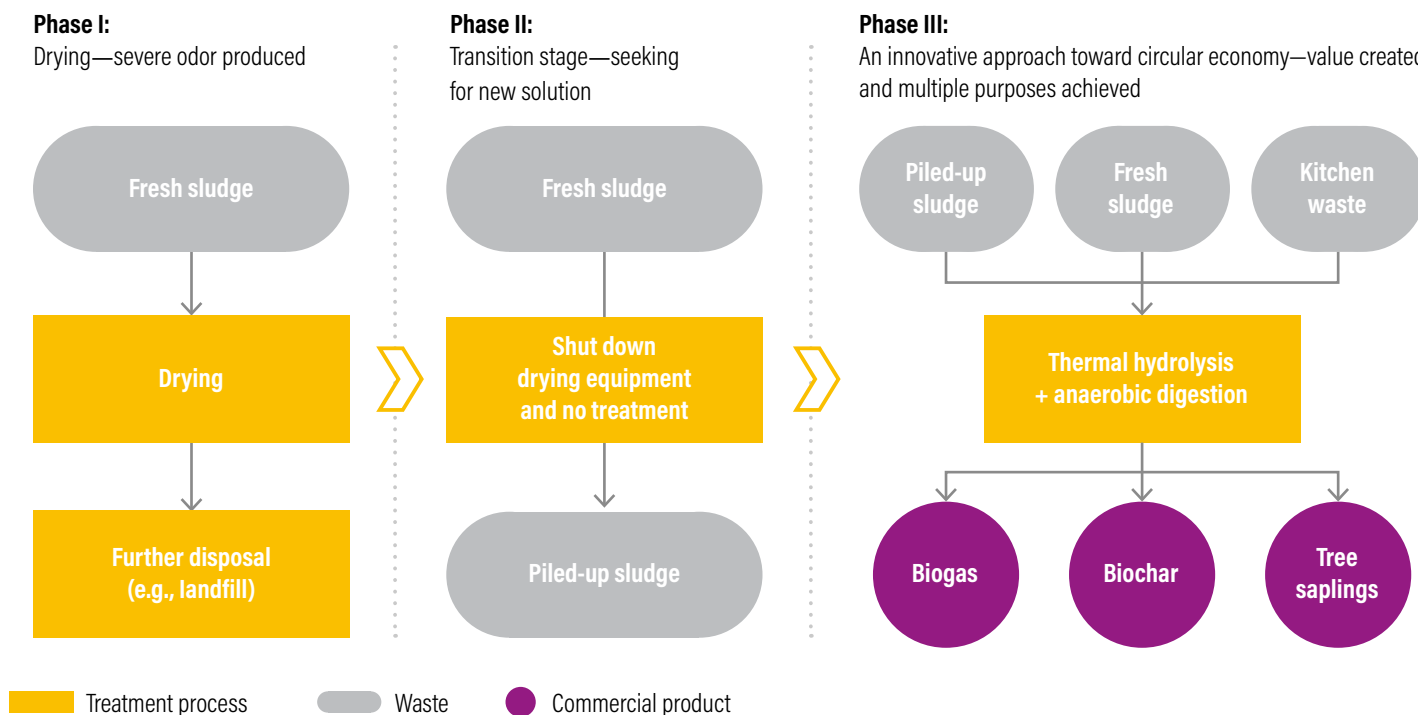 Phase I:
Drying—severe odor produced
Fresh sludge
Drying
Further disposal
(e.g., landfill)
Phase II:
Transition stage—seeking
for new solution
Fresh sludge
Shut down
drying equipment
and no treatment
Piled-up sludge
Phase III:
An innovative approach toward circular economy—value created
and multiple purposes achieved
Piled-up
sludge
Fresh
sludge
Kitchen
waste
Thermal hydrolysis
+ anaerobic digestion
Biogas
Biochar
Tree
saplings
Treatment process
Waste
Commercial product